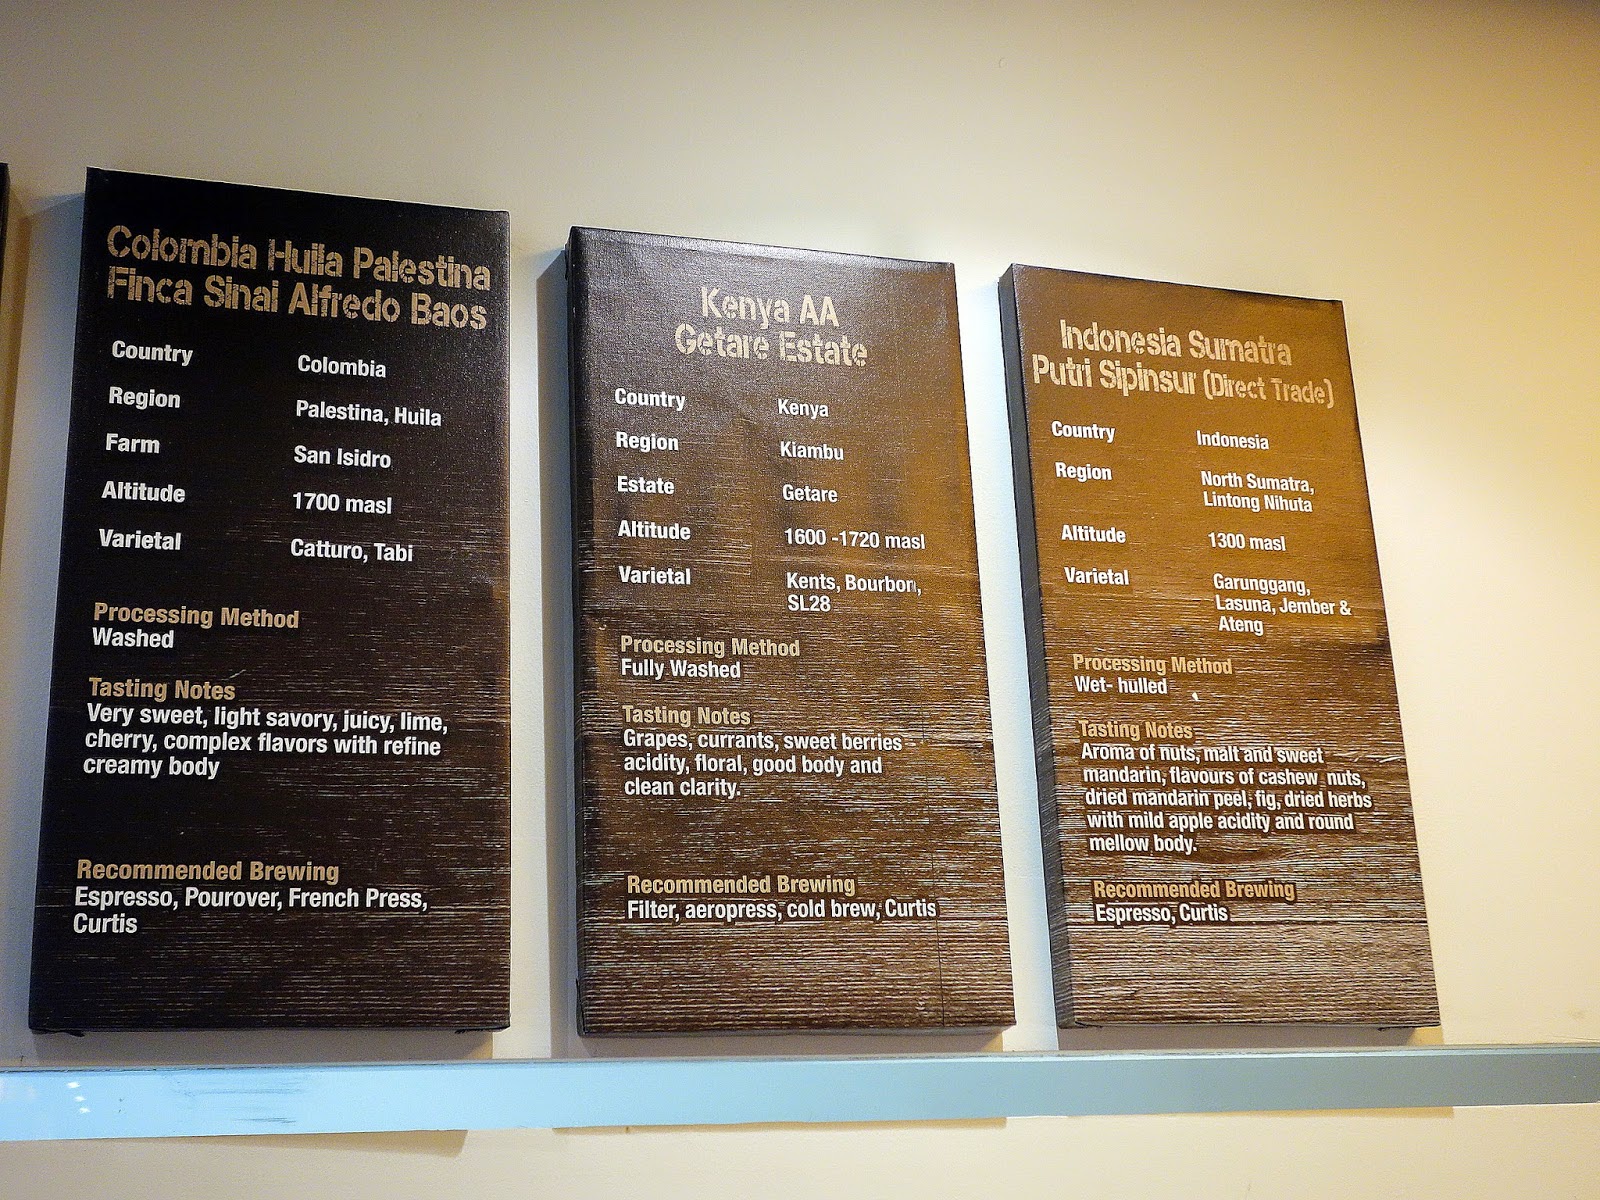 Colombia Huila Palestina
Finca Sinai Alfredo Baos
Country Colombia
Region Palestina, Huila
Farm San Isidro
Altitude 1700 masl
Varietal Catturo, Tabi
Processing Method
Washed
Tasting Notes
Very sweet, light savory, juicy, lime,
cherry, complex flavors with refine
creamy body
Recommended Brewing
Espresso, Pourover, French Press,
Curtis
Kenya AA
Getare Estate
Country Kenya
Region Kiambu
Estate Getare
Altitude 1600 -1720 masl
Varietal Kents, Bourbon,
SL28
Processing Method
Fully Washed
Tasting Notes
Grapes, currants, sweet berries
acidity, floral, good body and
clean clarity.
Recommended Brewing
Filter, aeropress, cold brew, Curtis
Indonesia Sumatra
Putri Sipinsur (Direct Trade)
Country Indonesia
Region North Sumatra,
Lintong Nihuta
Altitude 1300 masl
Varietal Garunggang,
Lasuna, Jember &
Ateng
Processing Method
Wet- hulled
Tasting Notes
Aroma of nuts, malt and sweet
mandarin, flavours of cashew nuts,
dried mandarin peel, fig, dried herbs
with mild apple acidity and round
mellow body.
Recommended Brewing
Espresso, Curtis